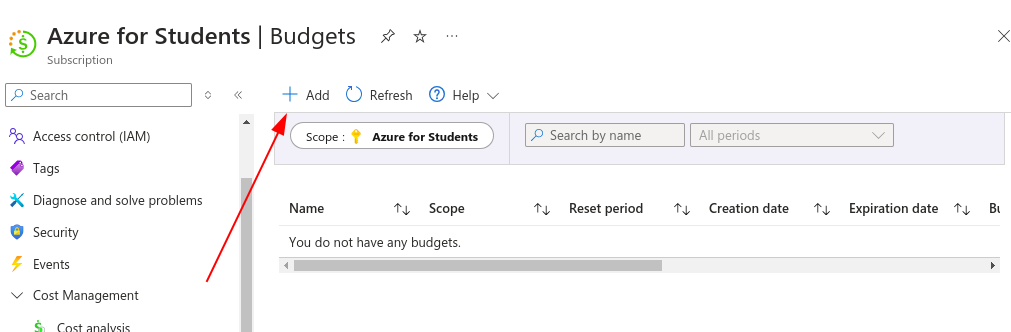 Azure for Students | Budgets
Subscription
Search
Add Refresh Help
Access control (IAM)
Tags
Diagnose and solve problems
Security
Events
Cost Management
Cost analysis
Scope : Azure for Students
Search by name
All periods
Name Scope Reset period Creation date Expiration date Bu
You do not have any budgets.